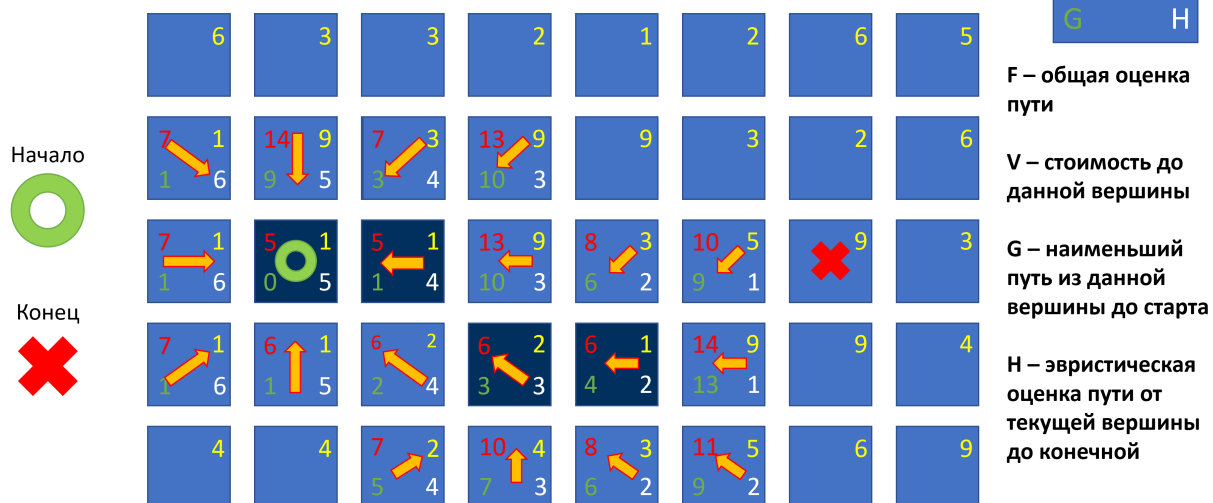 6 3 3 2 1 2 6 5
G H
F – общая оценка
пути
7 1 14 9 7 3 13 9 9 3 2 6
1 6 9 5 3 4 10 3
Начало
V – стоимость до
данной вершины
7 1 5 1 5 1 13 9 8 3 10 5 9 3
1 6 0 5 1 4 10 3 6 2 9 1
G – наименьший
путь из данной
вершины до старта
Конец
7 1 6 1 6 2 6 2 6 1 14 9 9 4
1 6 1 5 2 4 3 3 4 2 13 1
H – эвристическая
оценка пути от
текущей вершины
до конечной
4 4 7 2 10 4 8 3 11 5 6 9
5 4 7 3 6 2 9 2